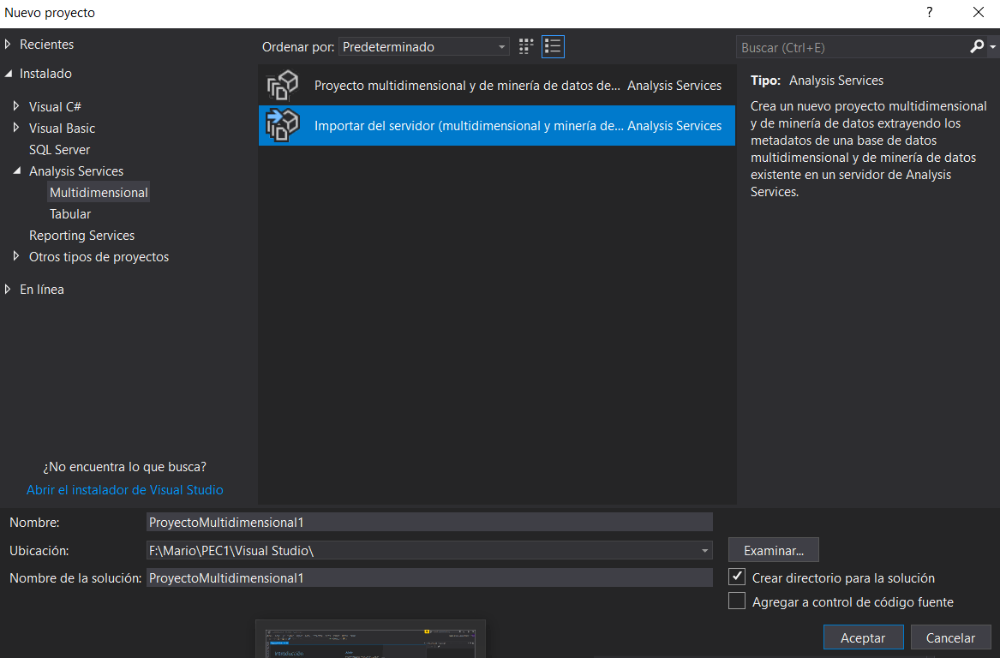 Nuevo proyecto
?
Recientes
Instalado
Visual C#
Visual Basic
SQL Server
Analysis Services
Multidimensional
Tabular
Reporting Services
Otros tipos de proyectos
En línea
¿No encuentra lo que busca?
Abrir el instalador de Visual Studio
Ordenar por: Predeterminado
Proyecto multidimensional y de minería de datos de... Analysis Services
Importar del servidor (multidimensional y minería de... Analysis Services
Buscar (Ctrl+E)
Tipo: Analysis Services
Crea un nuevo proyecto multidimensional
y de minería de datos extrayendo los
metadatos de una base de datos
multidimensional y de minería de datos
existente en un servidor de Analysis
Services.
Nombre: ProyectoMultidimensional1
Ubicación: F:\Mario\PEC1\Visual Studio\
Examinar...
Nombre de la solución: ProyectoMultidimensional1
Crear directorio para la solución
Agregar a control de código fuente
Introducción
Aceptar
Cancelar